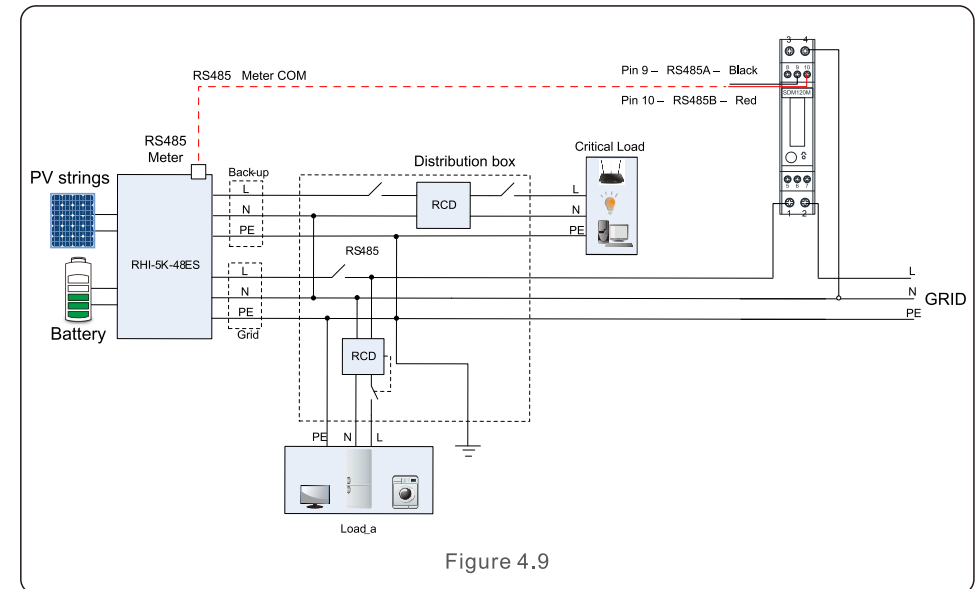 3 4
Pin 9 – RS485A – Black
8 9 10
RS485 Meter COM
SDM120M
Pin 10 – RS485B – Red
RS485
Meter
Critical Load
Distribution box
PV strings
Back-up
L
L
RCD
N
N
5 6 7
PE
PE
1 2
RS485
RHI-5K-48ES
L
L
N
N
GRID
PE
PE
Battery
Grid
RCD
PE N L
Load_a
Figure 4.9